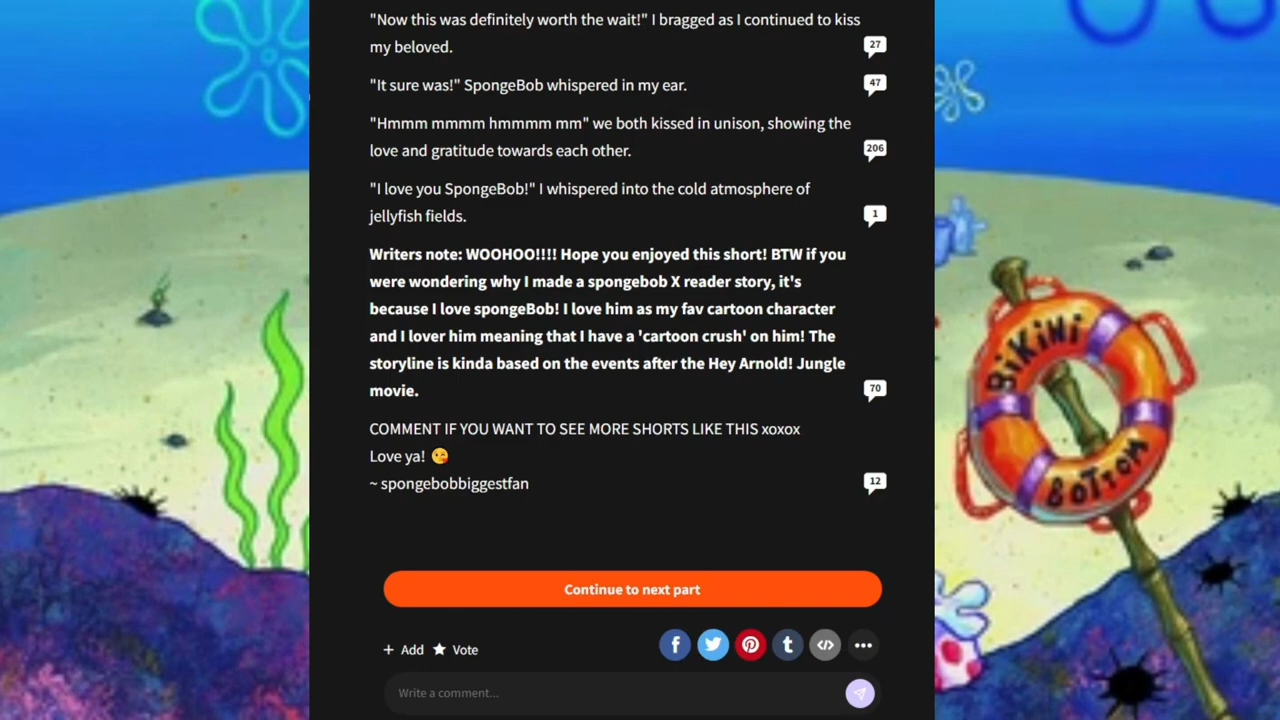 "Now this was definitely worth the wait!" I bragged as I continued to kiss
my beloved.
27
"It sure was!" SpongeBob whispered in my ear.
47
"Hmmm mmmm hmmmm mm" we both kissed in unison, showing the
love and gratitude towards each other.
206
"I love you SpongeBob!" I whispered into the cold atmosphere of
jellyfish fields.
1
Writers note: WOOHOO!!!! Hope you enjoyed this short! BTW if you
were wondering why I made a spongebob X reader story, it's
because I love spongeBob! I love him as my fav cartoon character
and I lover him meaning that I have a 'cartoon crush' on him! The
storyline is kinda based on the events after the Hey Arnold! Jungle
movie.
70
COMMENT IF YOU WANT TO SEE MORE SHORTS LIKE THIS xoxox
Love ya! 😘
~ spongebobbiggestfan
12
Continue to next part
+ Add ★ Vote
Write a comment...
BIKINI
BOTTOM